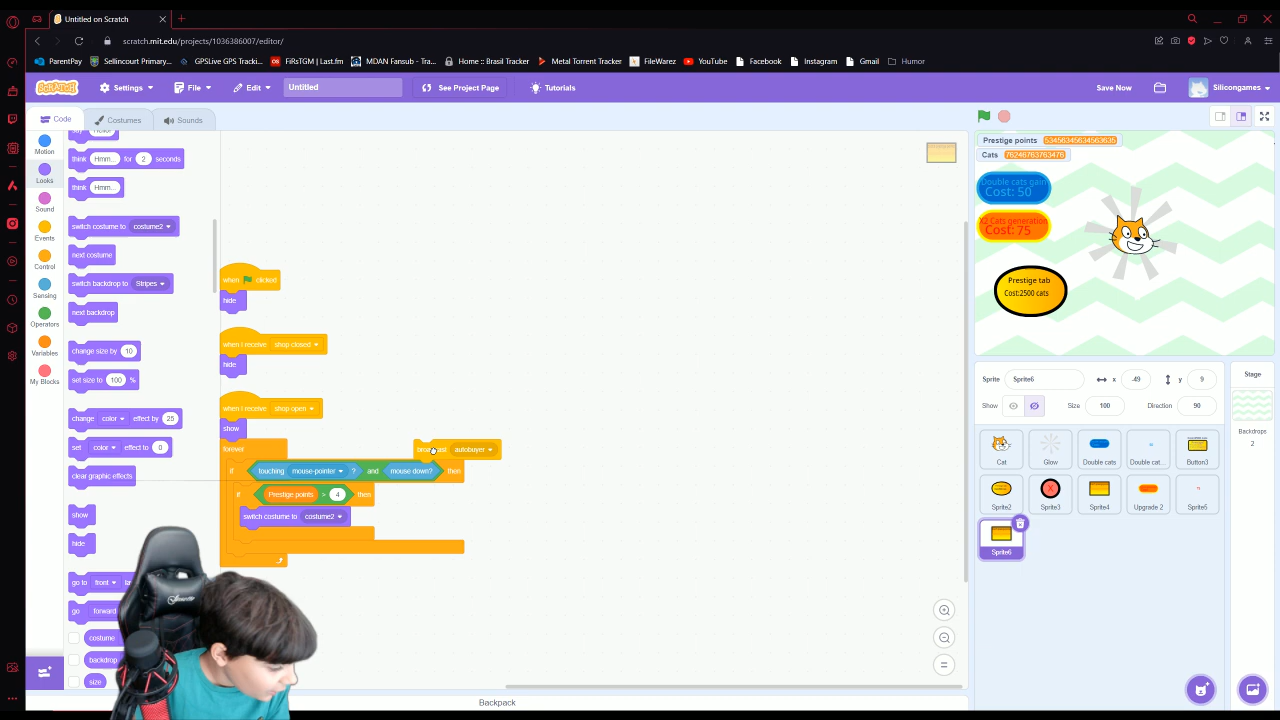 Untitled on Scratch
scratch.mit.edu/projects/1036386007/editor/
ParentPay
Sellincourt Primary...
GPSLive GPS Tracki...
FiRsTGM | Last.fm
MDAN Fansub - Tra...
Home :: Brasil Tracker
Metal Torrent Tracker
FileWarez
YouTube
Facebook
Instagram
Gmail
Humor
SCRATCH
Settings
File
Edit
Untitled
See Project Page
Tutorials
Save Now
Silicongames
Code
Costumes
Sounds
Motion
Looks
Sound
Events
Control
Sensing
Operators
Variables
My Blocks
think Hmm... for 2 seconds
think Hmm...
switch costume to costume2
next costume
switch backdrop to Stripes
next backdrop
change size by 10
set size to 100 %
change color effect by 25
set color effect to 0
clear graphic effects
show
hide
go to front
go forward
costume
backdrop
size
when clicked
hide
when I receive shop closed
hide
when I receive shop open
show
forever
autobuyer
if touching mouse-pointer ? and mouse down? then
if Prestige points > 4 then
switch costume to costume2
Backpack
Prestige points 534563456345636 35
Cats 76246763763476
Double cats gain
Cost: 50
X2 Cats generation
Cost: 75
Prestige tab
Cost:2500 cats
Sprite Sprite6 x -49 y 9
Show Size 100 Direction 90
Stage
Backdrops
2
Cat
Glow
Double cats
Double cat...
Button3
Sprite2
Sprite3
Sprite4
Upgrade 2
Sprite5
Sprite6